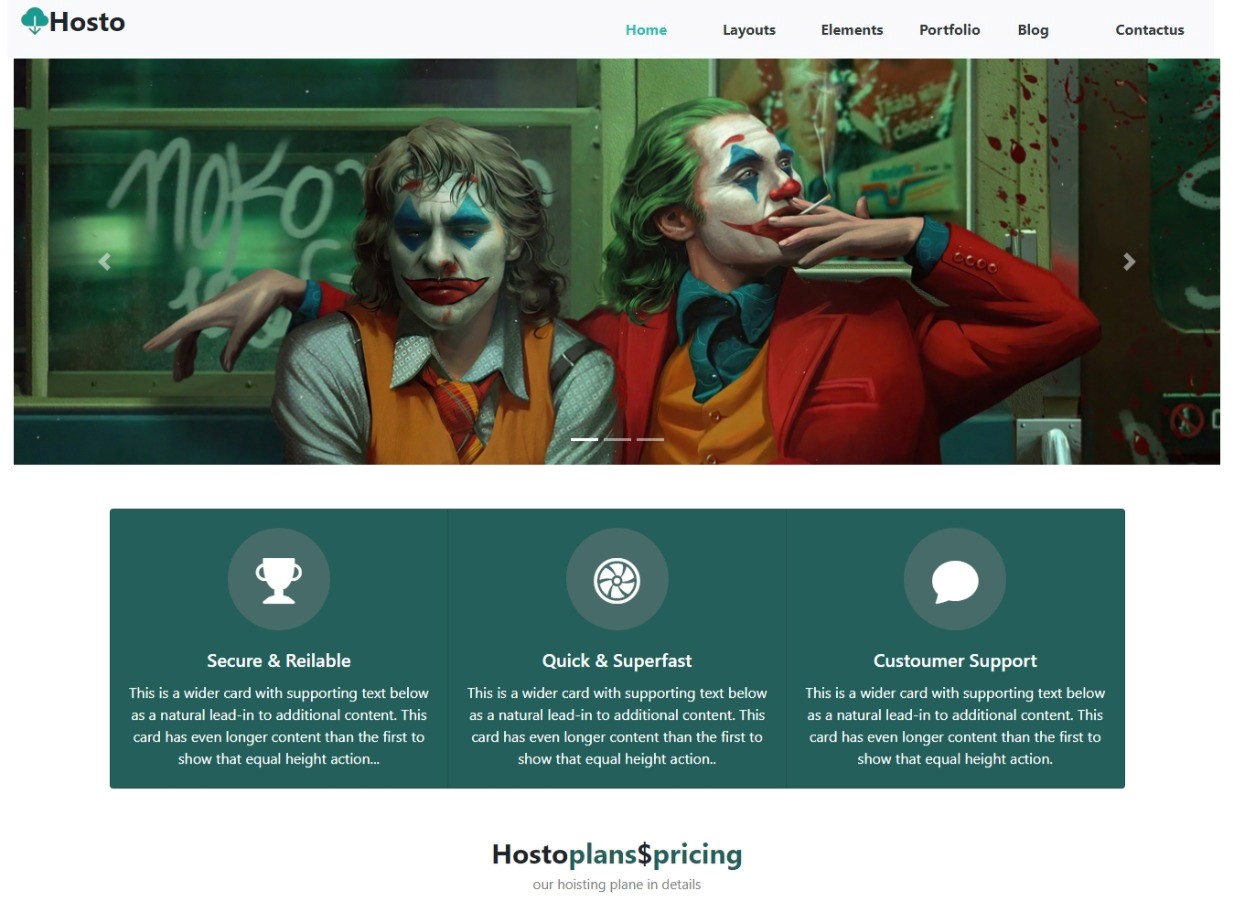 Hosto
Home Layouts Elements Portfolio Blog Contactus
Secure & Reilable
This is a wider card with supporting text below
as a natural lead-in to additional content. This
card has even longer content than the first to
show that equal height action...
Quick & Superfast
This is a wider card with supporting text below
as a natural lead-in to additional content. This
card has even longer content than the first to
show that equal height action..
Custoumer Support
This is a wider card with supporting text below
as a natural lead-in to additional content. This
card has even longer content than the first to
show that equal height action.
Hostoplans$pricing
our hoisting plane in details